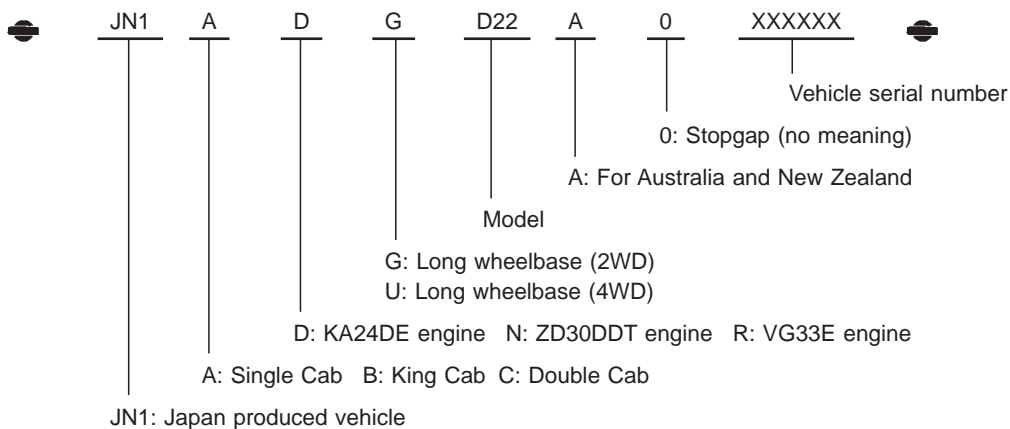 JN1 A D G D22 A 0 XXXXXX
Vehicle serial number
0: Stopgap (no meaning)
A: For Australia and New Zealand
Model
G: Long wheelbase (2WD)
U: Long wheelbase (4WD)
D: KA24DE engine N: ZD30DDT engine R: VG33E engine
A: Single Cab B: King Cab C: Double Cab
JN1: Japan produced vehicle